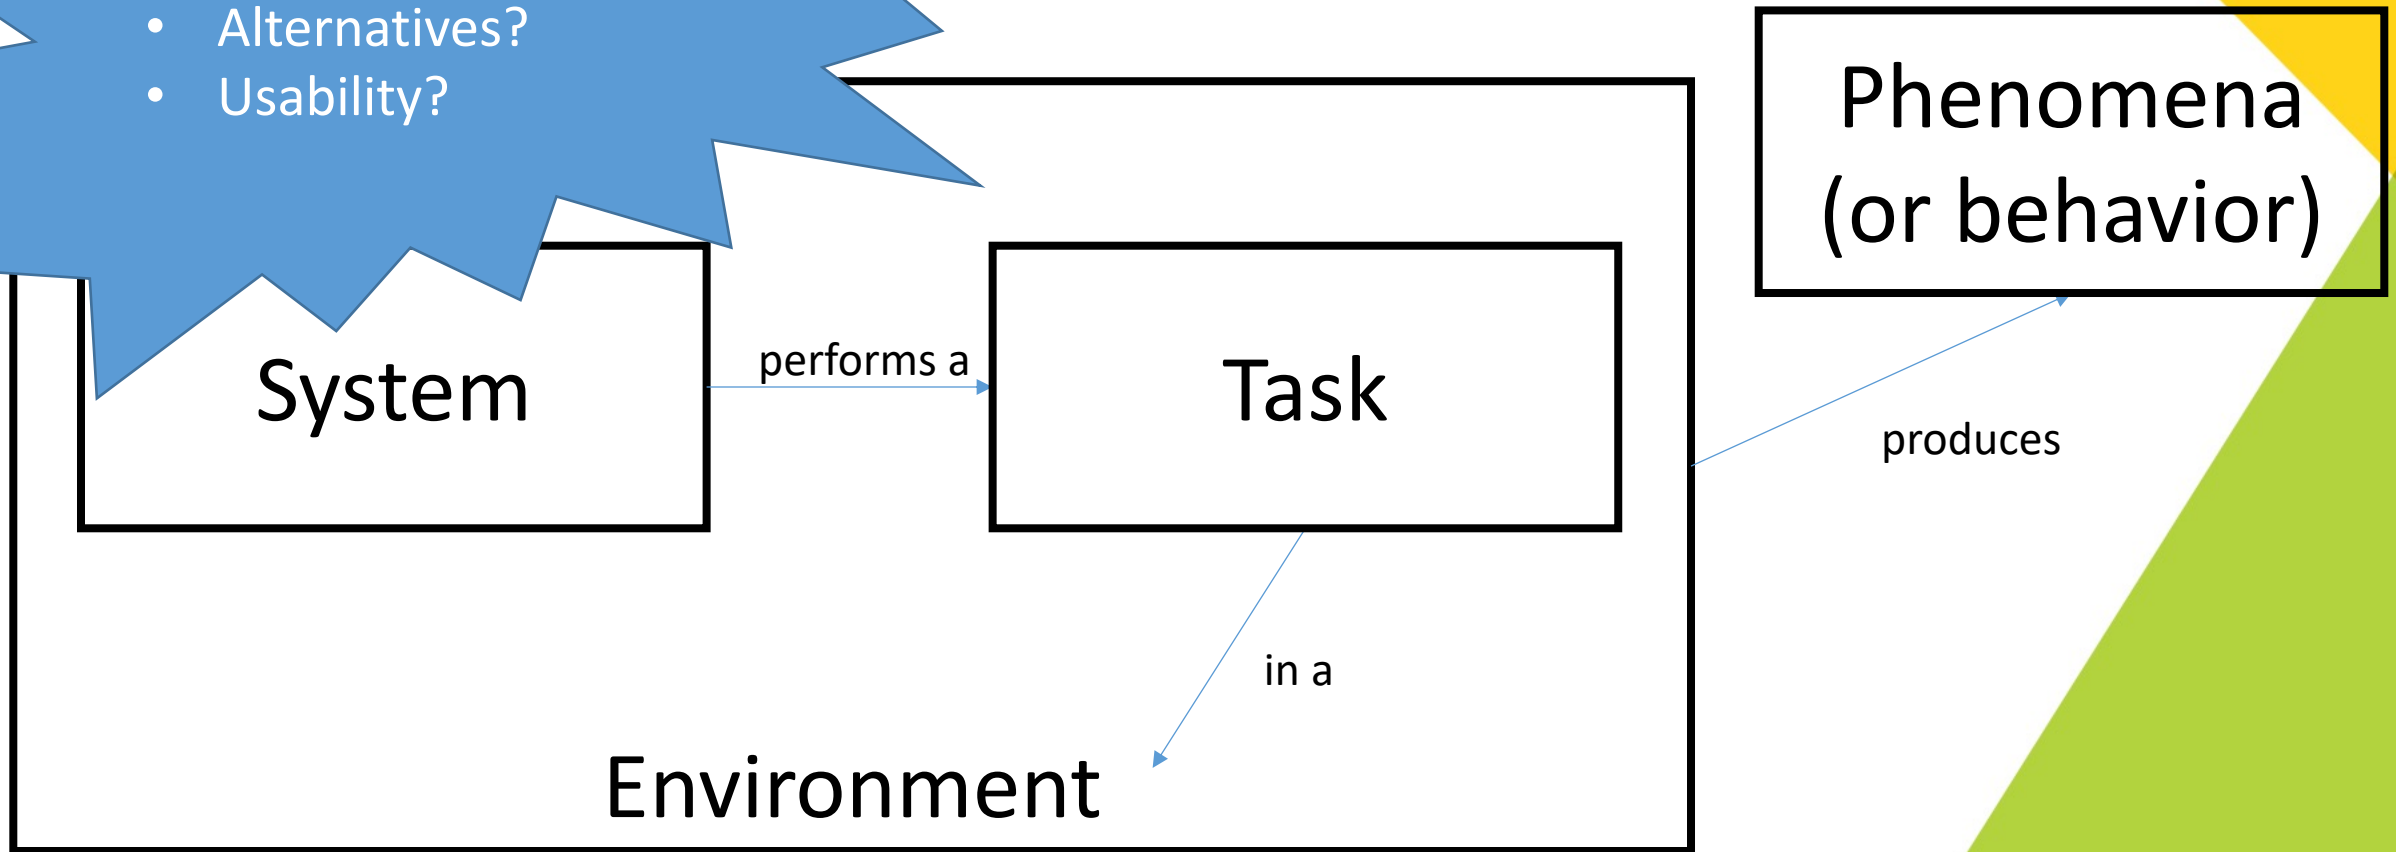 • Alternatives?
• Usability?
Phenomena
(or behavior)
System
performs a
Task
produces
in a
Environment